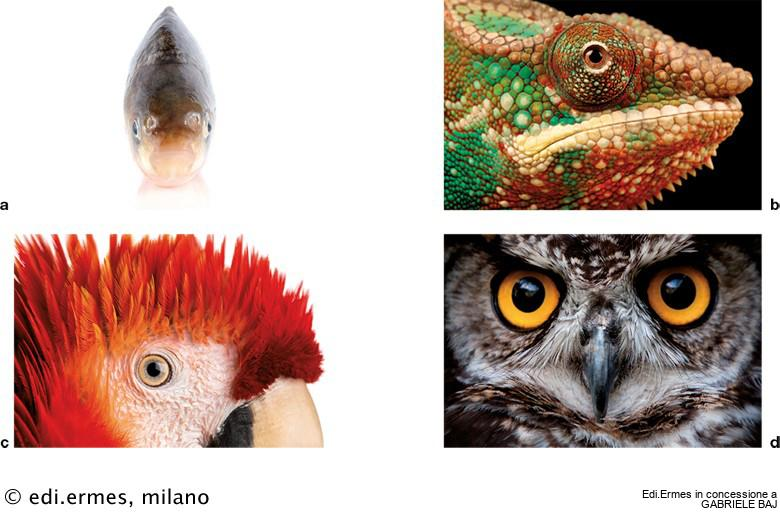 a
b
c
d
© edi.ermes, milano
Edi.Ermes in concessione a
GABRIELE BAJ